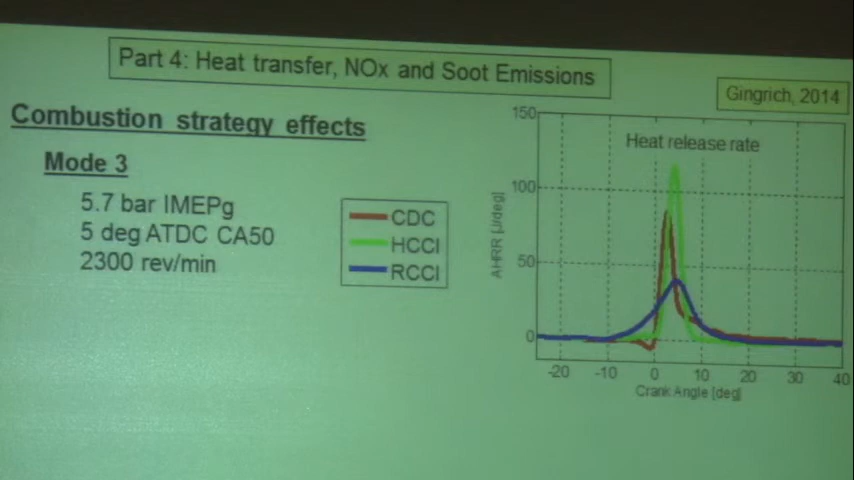 Part 4: Heat transfer, NOx and Soot Emissions
Gingrich, 2014
Combustion strategy effects
Mode 3
5.7 bar IMEPg
5 deg ATDC CA50
2300 rev/min
CDC
HCCI
RCCI
Heat release rate
AHRR [J/deg]
150
100
50
0
-20 -10 0 10 20 30 40
Crank Angle [deg]